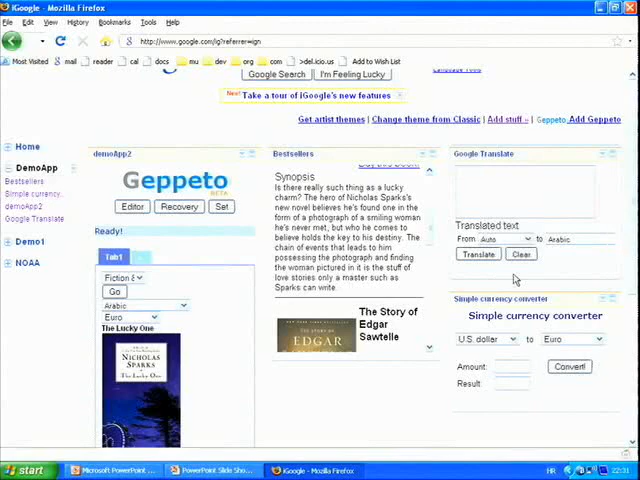 iGoogle - Mozilla Firefox
File Edit View History Bookmarks Tools Help
http://www.google.com/ig?referrer=ign
Most Visited mail reader cal docs mu dev org com >del.icio.us Add to Wish List
Google Search I'm Feeling Lucky
New! Take a tour of iGoogle's new features
Get artist themes | Change theme from Classic | Add stuff » | Geppeto Add Geppeto
Home
DemoApp
Bestsellers
Simple currency..
demoApp2
Google Translate
Demo1
NOAA
demoApp2
Geppeto
BETA
Editor Recovery Set
Ready!
Tab1
Fiction &
Go
Arabic
Euro
The Lucky One
NICHOLAS
SPARKS
The Lucky One
Bestsellers
Synopsis
Is there really such thing as a lucky
charm? The hero of Nicholas Sparks's
new novel believes he's found one in the
form of a photograph of a smiling woman
he's never met, but who he comes to
believe holds the key to his destiny. The
chain of events that leads to him
possessing the photograph and finding
the woman pictured in it is the stuff of
love stories only a master such as
Sparks can write.
The Story of
Edgar
Sawtelle
THE STORY OF
EDGAR
Google Translate
Translated text
From Auto to Arabic
Translate Clear
Simple currency converter
Simple currency converter
U.S. dollar to Euro
Amount: Convert!
Result:
start Microsoft PowerPoint ... PowerPoint Slide Sho... iGoogle - Mozilla Firefox HR 22:31